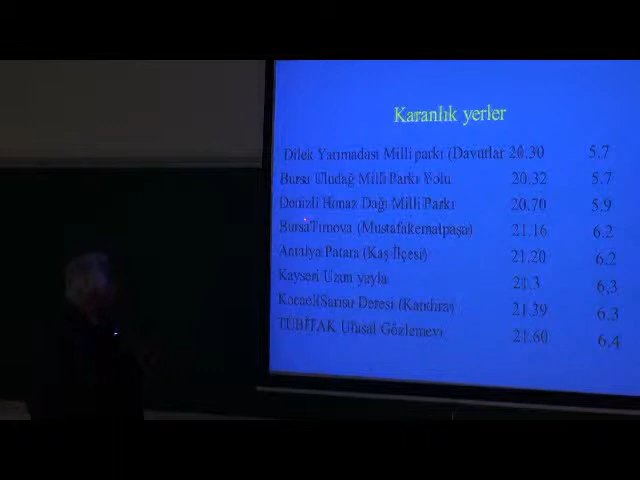 Karanlık yerler
Dilek Yarımadası Milli parkı (Davutlar 20.30 5.7
Bursa Uludağ Milli Parkı Yolu 20.32 5.7
Denizli Honaz Dağı Milli Parkı 20.70 5.9
Bursa Tırnova (Mustafakemalpaşa) 21.16 6.2
Antalya Patara (Kaş İlçesi) 21.20 6.2
Kayseri Uzun yayla 21.3 6,3
Kocaeli(Sarısu Deresi (Kandıra) 21.39 6.3
TÜBİTAK Ulusal Gözlemevi 21.60 6,4